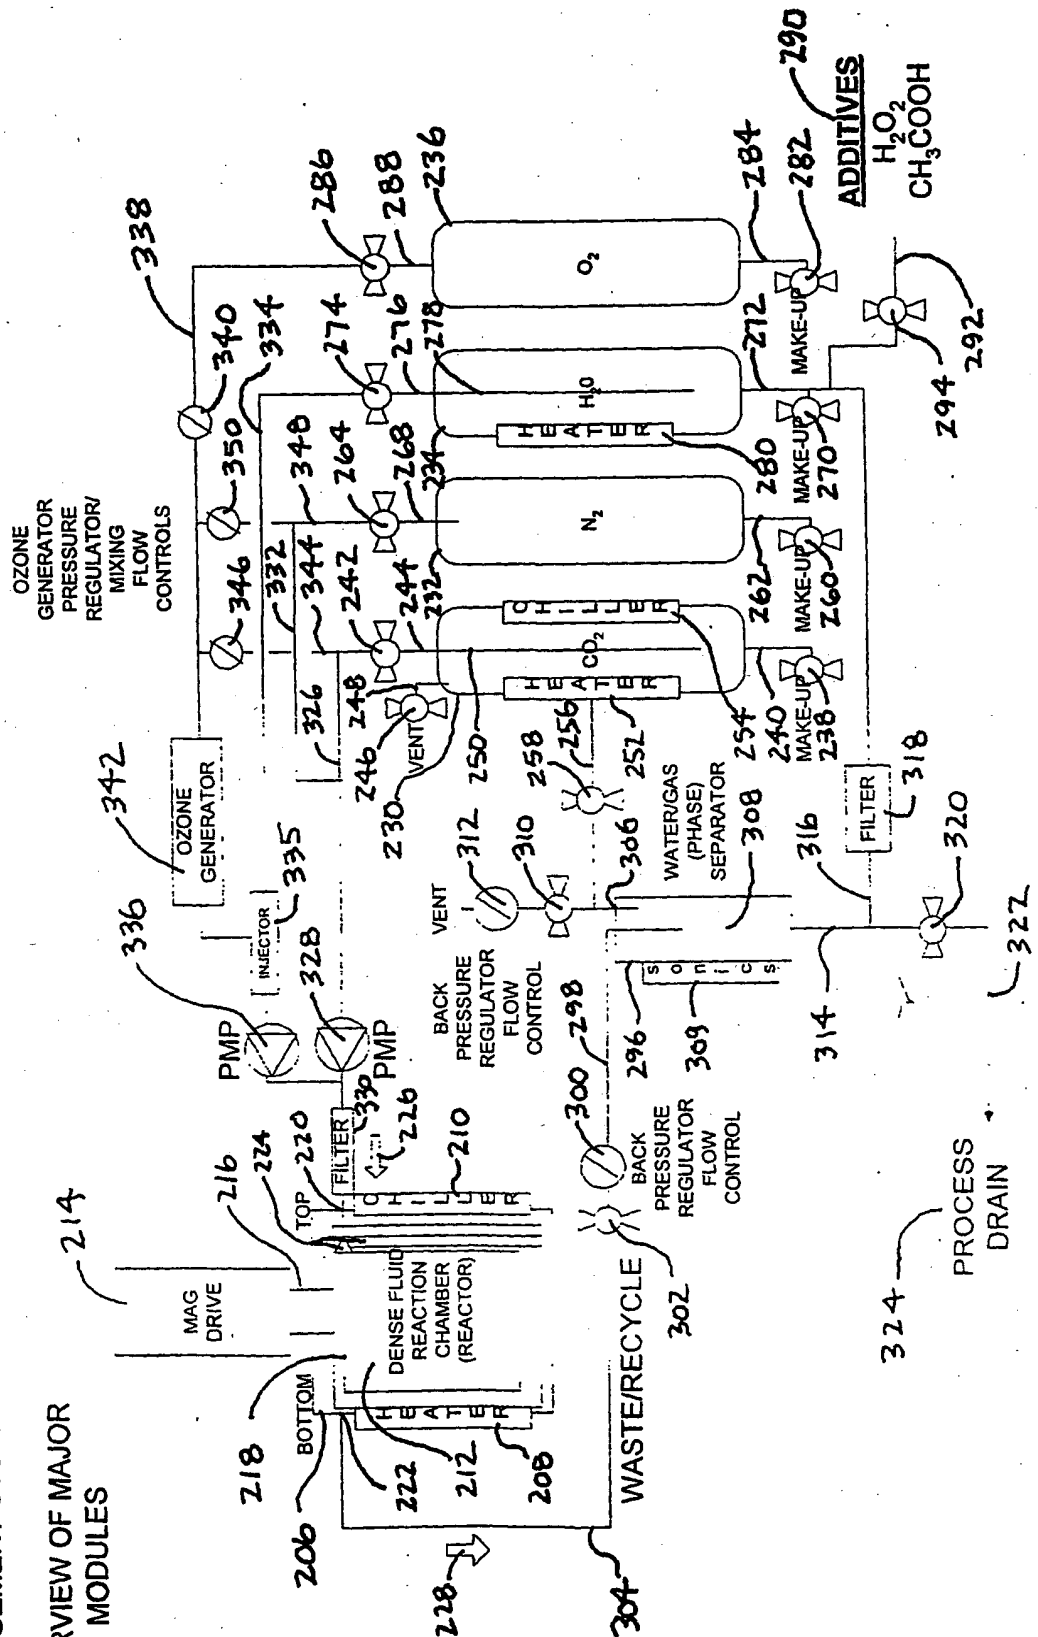 RVIEW OF MAJOR
MODULES
214
MAG
DRIVE
216
218
224
220
TOP
BOTTOM
206
222
212
208
HEATER
DENSE FLUID
REACTION
CHAMBER
(REACTOR)
CHILLER
210
226
228
304
WASTE/RECYCLE
302
FILTER
330
PMP
336
PMP
328
INJECTOR
335
OZONE
GENERATOR
342
OZONE
GENERATOR
PRESSURE
REGULATOR/
MIXING
FLOW
CONTROLS
346
350
340
338
334
332
344
348
326
242
264
274
286
244
268
276
278
288
246
248
VENT
230
232
234
236
250
HEATER
CO2
CHILLER
N2
HEATER
H2O
O2
252
254
256
258
280
240
262
272
284
MAKE-UP
238
MAKE-UP
260
MAKE-UP
270
MAKE-UP
282
ADDITIVES
290
H2O2
CH3COOH
292
294
BACK
PRESSURE
REGULATOR
FLOW
CONTROL
300
298
BACK
PRESSURE
REGULATOR
FLOW
CONTROL
VENT
312
310
306
296
sonics
309
308
WATER/GAS
(PHASE)
SEPARATOR
314
316
FILTER
318
320
322
324
PROCESS
DRAIN